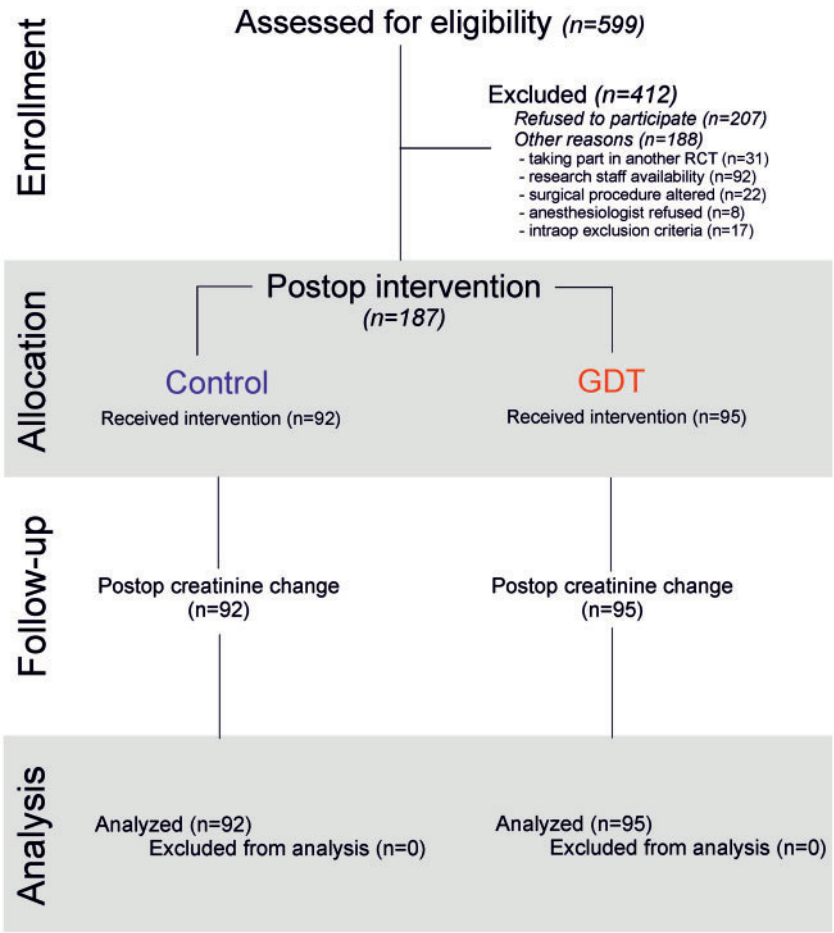 Enrollment
Assessed for eligibility (n=599)
Excluded (n=412)
Refused to participate (n=207)
Other reasons (n=188)
- taking part in another RCT (n=31)
- research staff availability (n=92)
- surgical procedure altered (n=22)
- anesthesiologist refused (n=8)
- intraop exclusion criteria (n=17)
Allocation
Postop intervention
(n=187)
Control
Received intervention (n=92)
GDT
Received intervention (n=95)
Follow-up
Postop creatinine change
(n=92)
Postop creatinine change
(n=95)
Analysis
Analyzed (n=92)
Excluded from analysis (n=0)
Analyzed (n=95)
Excluded from analysis (n=0)